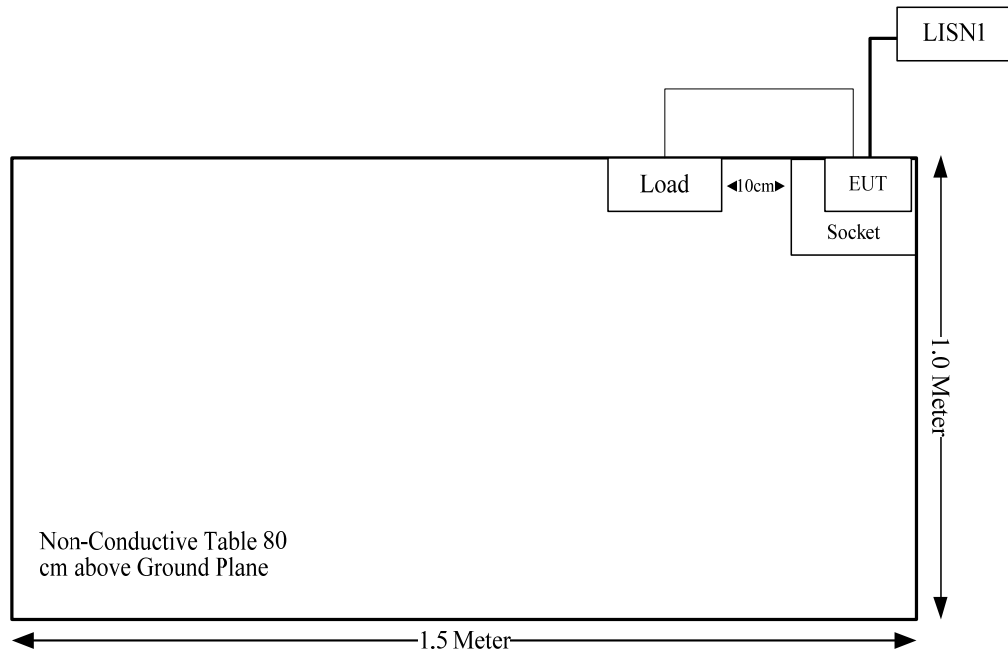 LISN1
Load
10cm
EUT
Socket
1.0 Meter
Non-Conductive Table 80
cm above Ground Plane
1.5 Meter